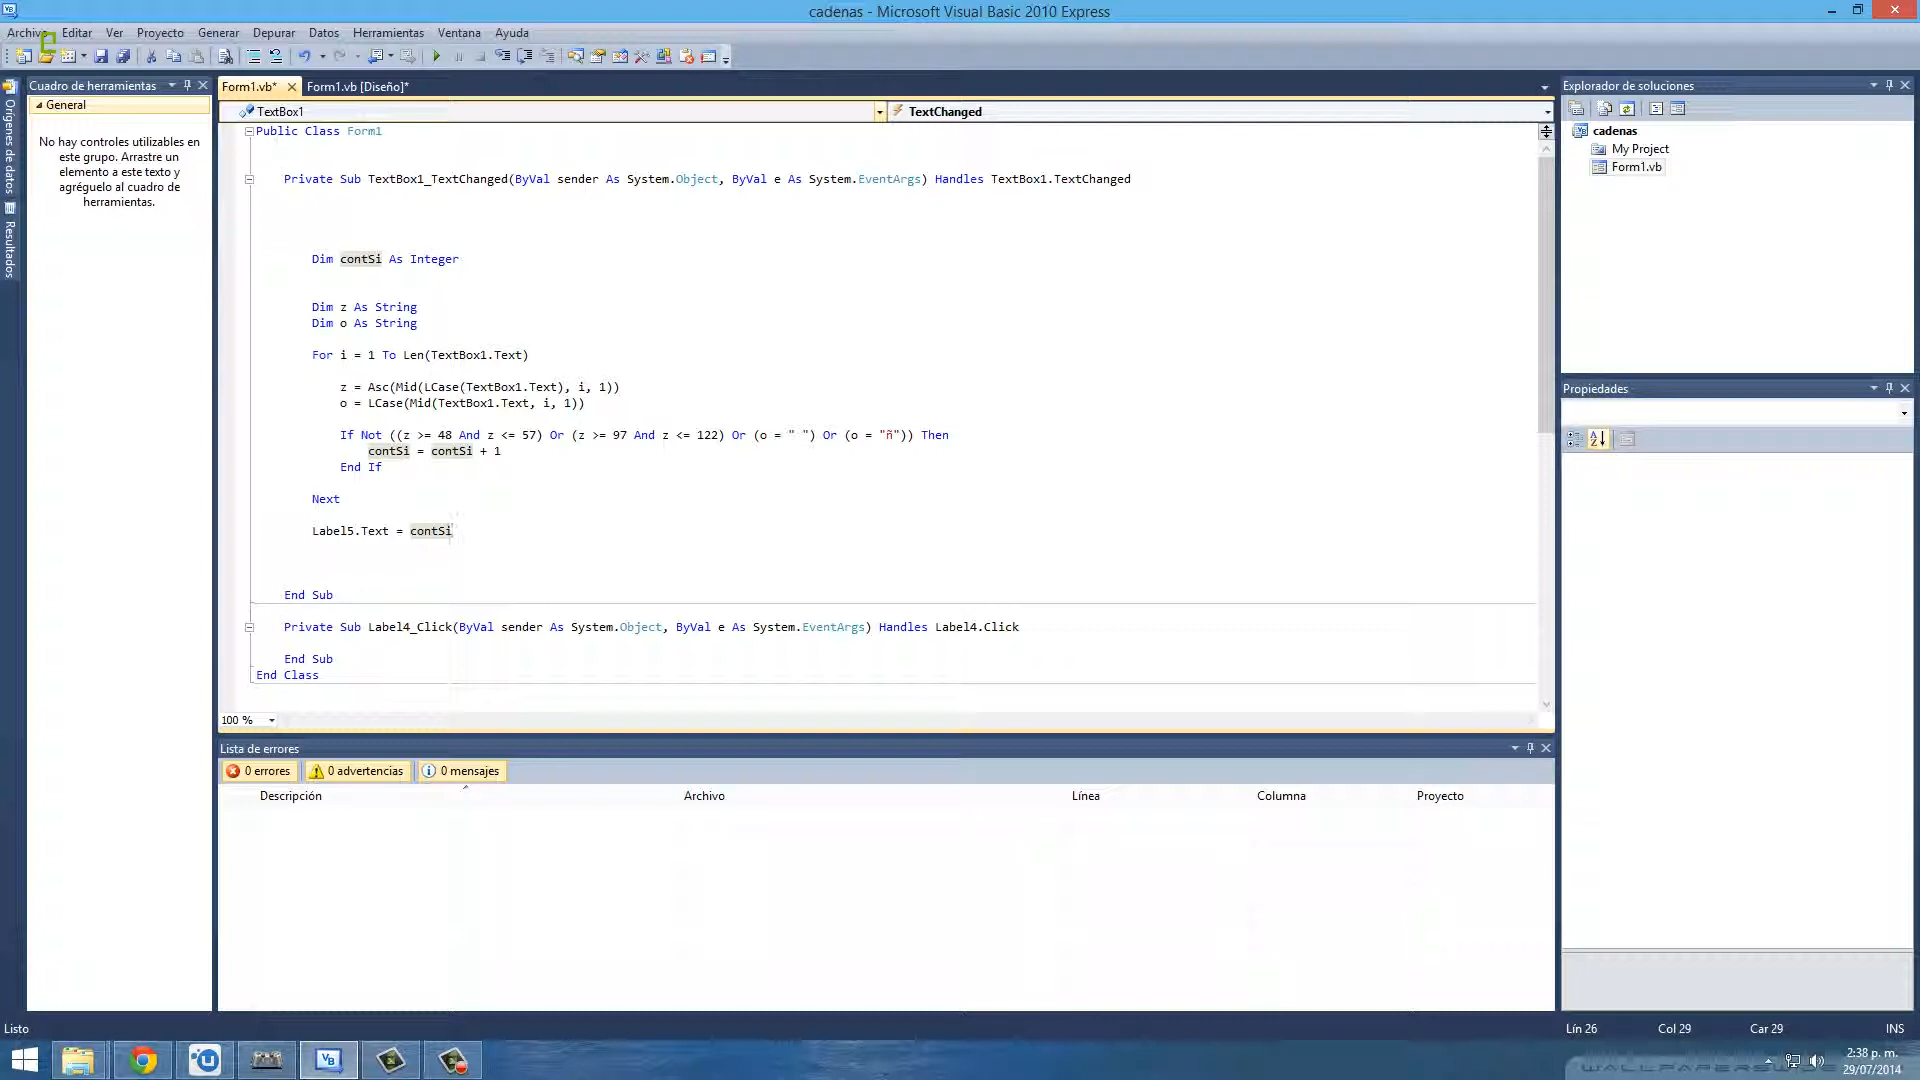 cadenas - Microsoft Visual Basic 2010 Express
Archivo Editar Ver Proyecto Generar Depurar Datos Herramientas Ventana Ayuda
Orígenes de datos
Resultados
Cuadro de herramientas
General
No hay controles utilizables en
este grupo. Arrastre un
elemento a este texto y
agréguelo al cuadro de
herramientas.
Form1.vb* Form1.vb [Diseño]*
TextBox1 TextChanged
Public Class Form1
Private Sub TextBox1_TextChanged(ByVal sender As System.Object, ByVal e As System.EventArgs) Handles TextBox1.TextChanged
Dim contSi As Integer
Dim z As String
Dim o As String
For i = 1 To Len(TextBox1.Text)
z = Asc(Mid(LCase(TextBox1.Text), i, 1))
o = LCase(Mid(TextBox1.Text, i, 1))
If Not ((z >= 48 And z <= 57) Or (z >= 97 And z <= 122) Or (o = " ") Or (o = "ñ")) Then
contSi = contSi + 1
End If
Next
Label5.Text = contSi
End Sub
Private Sub Label4_Click(ByVal sender As System.Object, ByVal e As System.EventArgs) Handles Label4.Click
End Sub
End Class
100 %
Lista de errores
0 errores 0 advertencias 0 mensajes
Descripción Archivo Línea Columna Proyecto
Explorador de soluciones
cadenas
My Project
Form1.vb
Propiedades
Listo Lín 26 Col 29 Car 29 INS
2:38 p. m.
29/07/2014